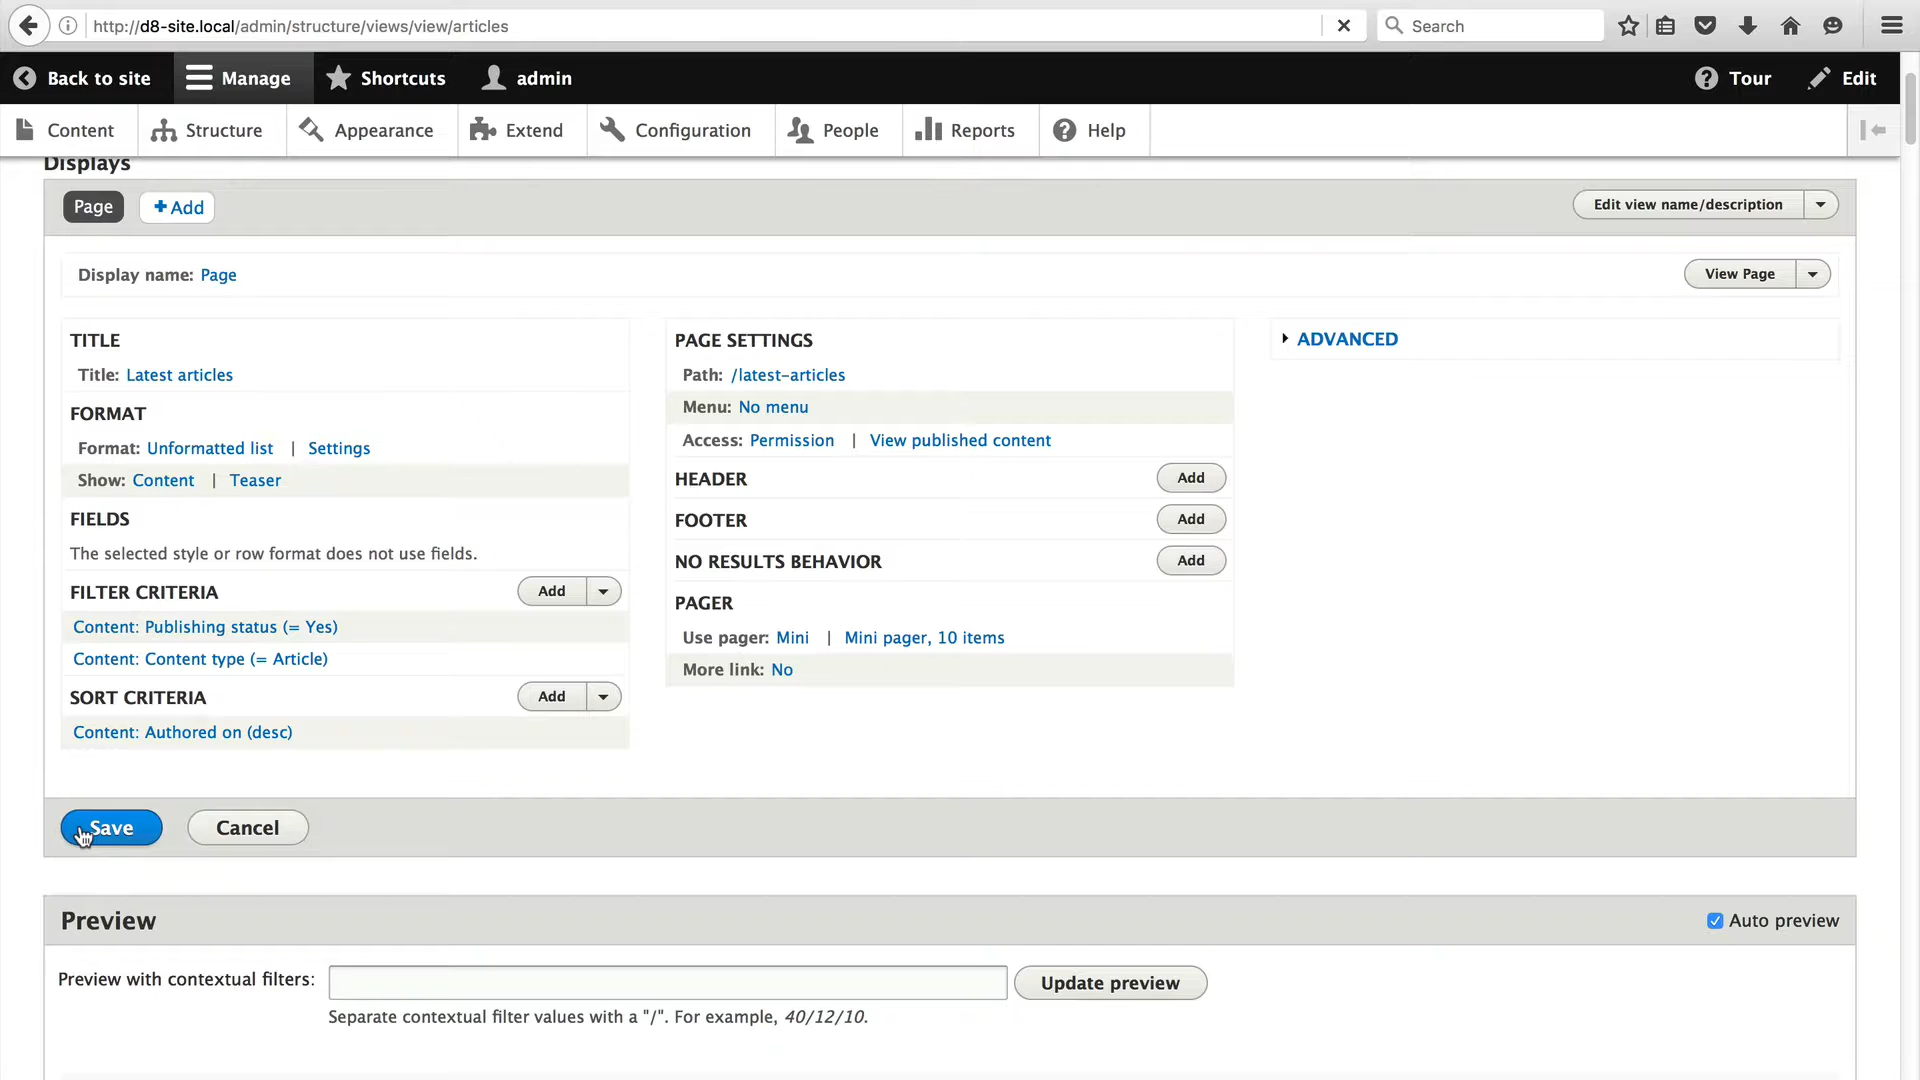 http://d8-site.local/admin/structure/views/view/articles
Search
Back to site
Manage
Shortcuts
admin
Tour
Edit
Content
Structure
Appearance
Extend
Configuration
People
Reports
Help
Displays
Page
+ Add
Edit view name/description
Display name: Page
View Page
TITLE
Title: Latest articles
FORMAT
Format: Unformatted list | Settings
Show: Content | Teaser
FIELDS
The selected style or row format does not use fields.
FILTER CRITERIA
Add
Content: Publishing status (= Yes)
Content: Content type (= Article)
SORT CRITERIA
Add
Content: Authored on (desc)
PAGE SETTINGS
Path: /latest-articles
Menu: No menu
Access: Permission | View published content
HEADER
Add
FOOTER
Add
NO RESULTS BEHAVIOR
Add
PAGER
Use pager: Mini | Mini pager, 10 items
More link: No
ADVANCED
Save
Cancel
Preview
Auto preview
Preview with contextual filters:
Update preview
Separate contextual filter values with a "/". For example, 40/12/10.